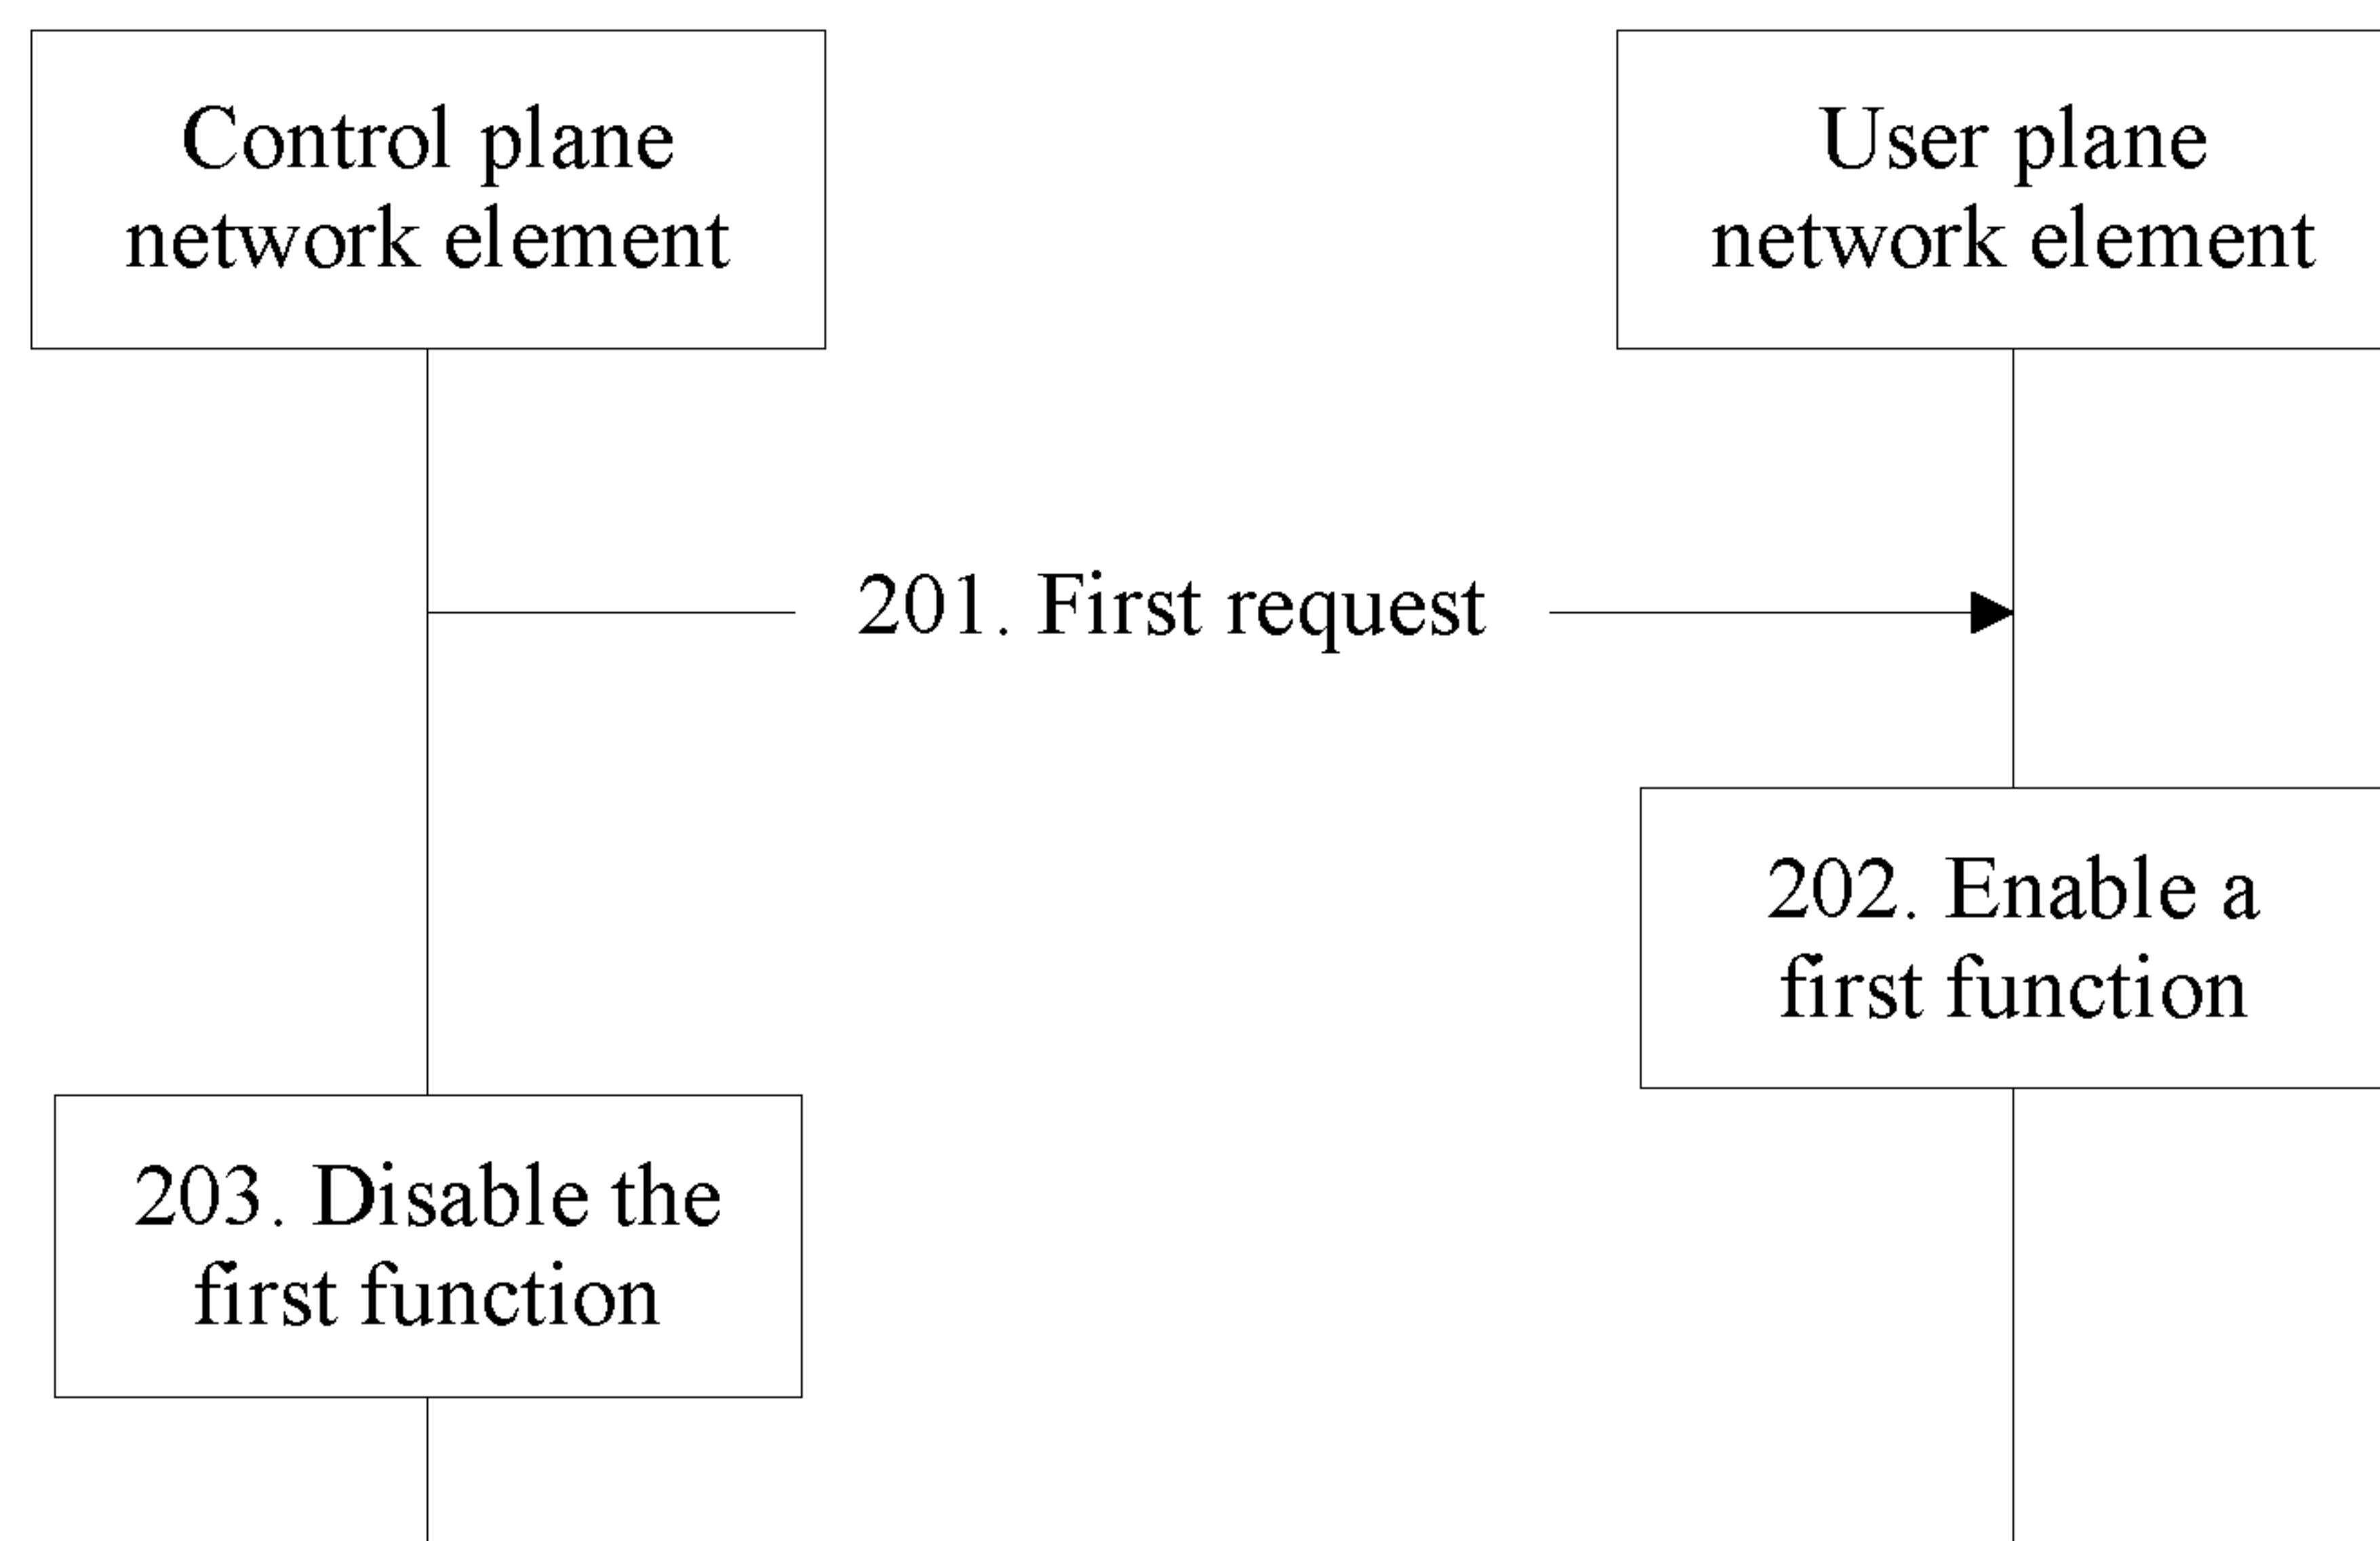 Control plane
network element
User plane
network element
201. First request
202. Enable a
first function
203. Disable the
first function